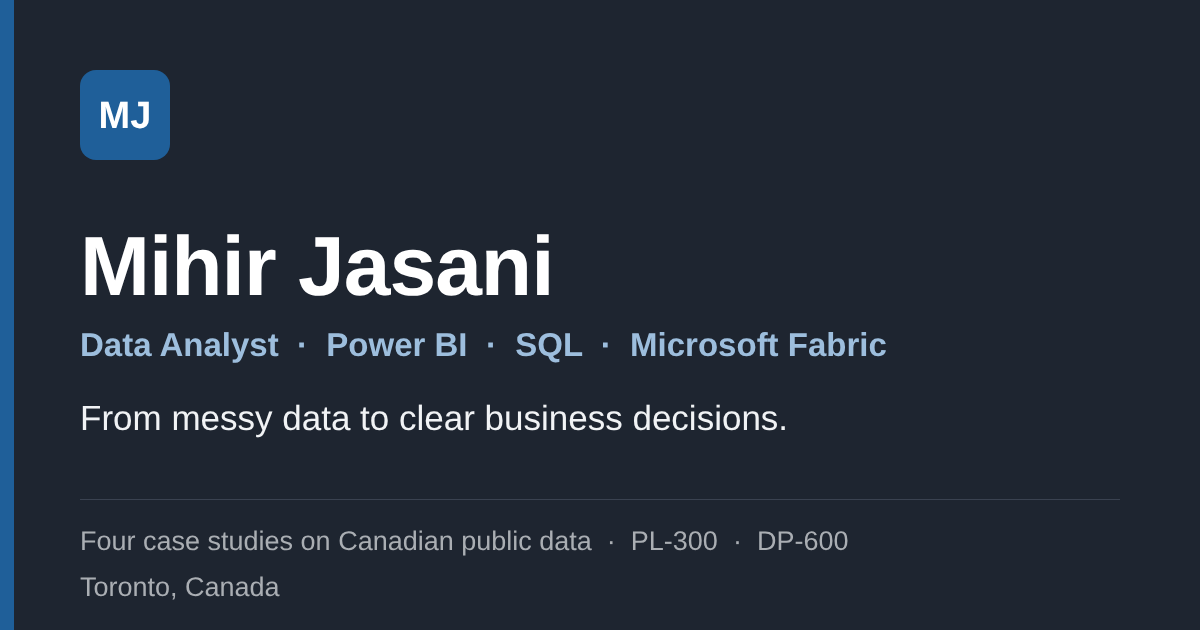 MJ
Mihir Jasani
Data Analyst · Power BI · SQL · Microsoft Fabric
From messy data to clear business decisions.
Four case studies on Canadian public data · PL-300 · DP-600
Toronto, Canada